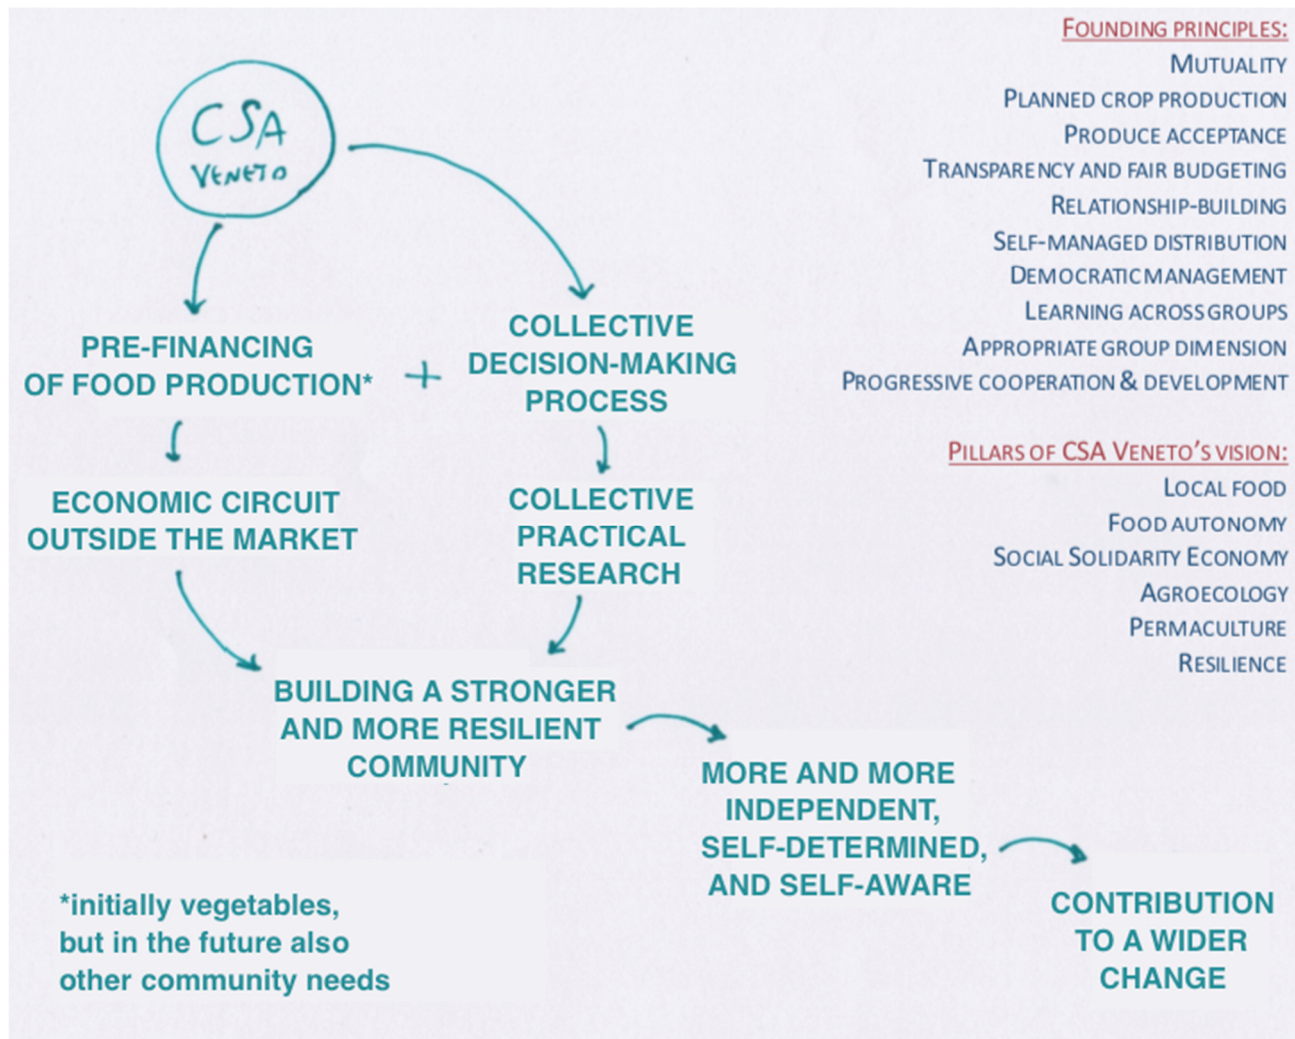 CSA
VENETO
PRE-FINANCING
OF FOOD PRODUCTION*
+
COLLECTIVE
DECISION-MAKING
PROCESS
ECONOMIC CIRCUIT
OUTSIDE THE MARKET
COLLECTIVE
PRACTICAL
RESEARCH
BUILDING A STRONGER
AND MORE RESILIENT
COMMUNITY
MORE AND MORE
INDEPENDENT,
SELF-DETERMINED,
AND SELF-AWARE
CONTRIBUTION
TO A WIDER
CHANGE
*initially vegetables,
but in the future also
other community needs
FOUNDING PRINCIPLES:
MUTUALITY
PLANNED CROP PRODUCTION
PRODUCE ACCEPTANCE
TRANSPARENCY AND FAIR BUDGETING
RELATIONSHIP-BUILDING
SELF-MANAGED DISTRIBUTION
DEMOCRATIC MANAGEMENT
LEARNING ACROSS GROUPS
APPROPRIATE GROUP DIMENSION
PROGRESSIVE COOPERATION & DEVELOPMENT
PILLARS OF CSA VENETO'S VISION:
LOCAL FOOD
FOOD AUTONOMY
SOCIAL SOLIDARITY ECONOMY
AGROECOLOGY
PERMACULTURE
RESILIENCE